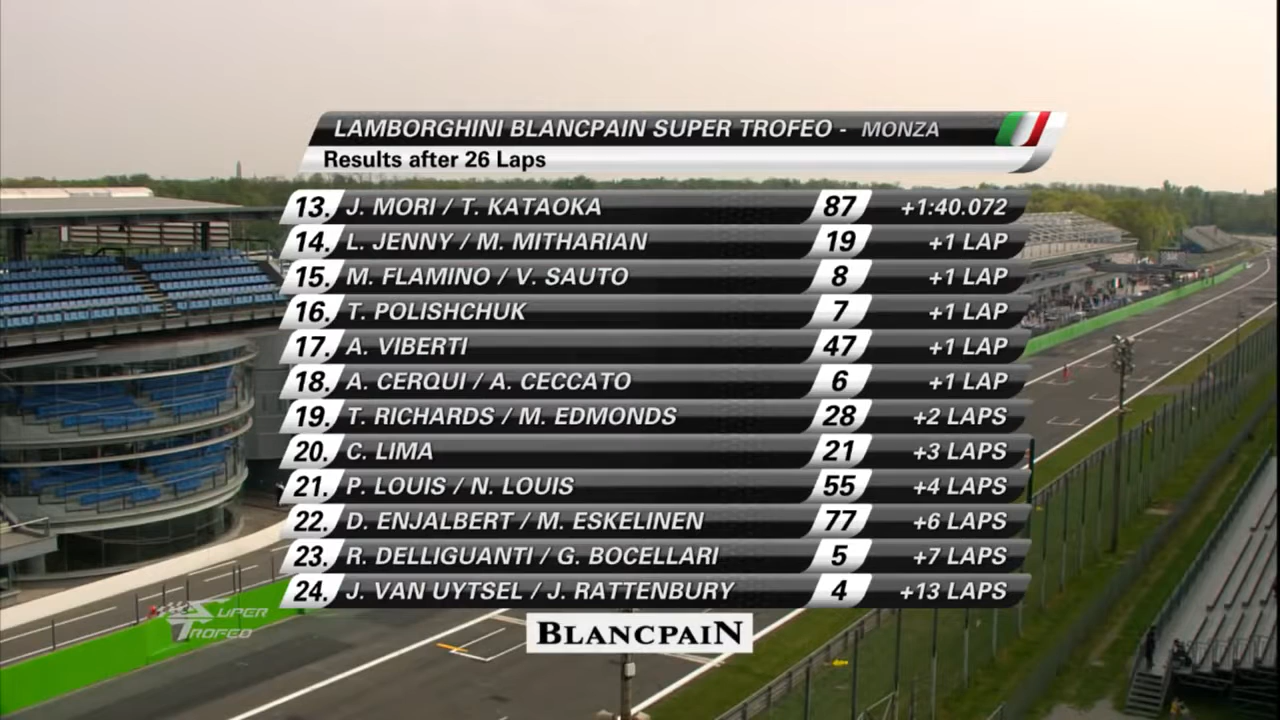 LAMBORGHINI BLANCPAIN SUPER TROFEO - MONZA
Results after 26 Laps
13. J. MORI / T. KATAOKA 87 +1:40.072
14. L. JENNY / M. MITHARIAN 19 +1 LAP
15. M. FLAMINO / V. SAUTO 8 +1 LAP
16. T. POLISHCHUK 7 +1 LAP
17. A. VIBERTI 47 +1 LAP
18. A. CERQUI / A. CECCATO 6 +1 LAP
19. T. RICHARDS / M. EDMONDS 28 +2 LAPS
20. C. LIMA 21 +3 LAPS
21. P. LOUIS / N. LOUIS 55 +4 LAPS
22. D. ENJALBERT / M. ESKELINEN 77 +6 LAPS
23. R. DELLIGUANTI / G. BOCELLARI 5 +7 LAPS
24. J. VAN UYTSEL / J. RATTENBURY 4 +13 LAPS
SUPER
TROFEO
BLANCPAIN